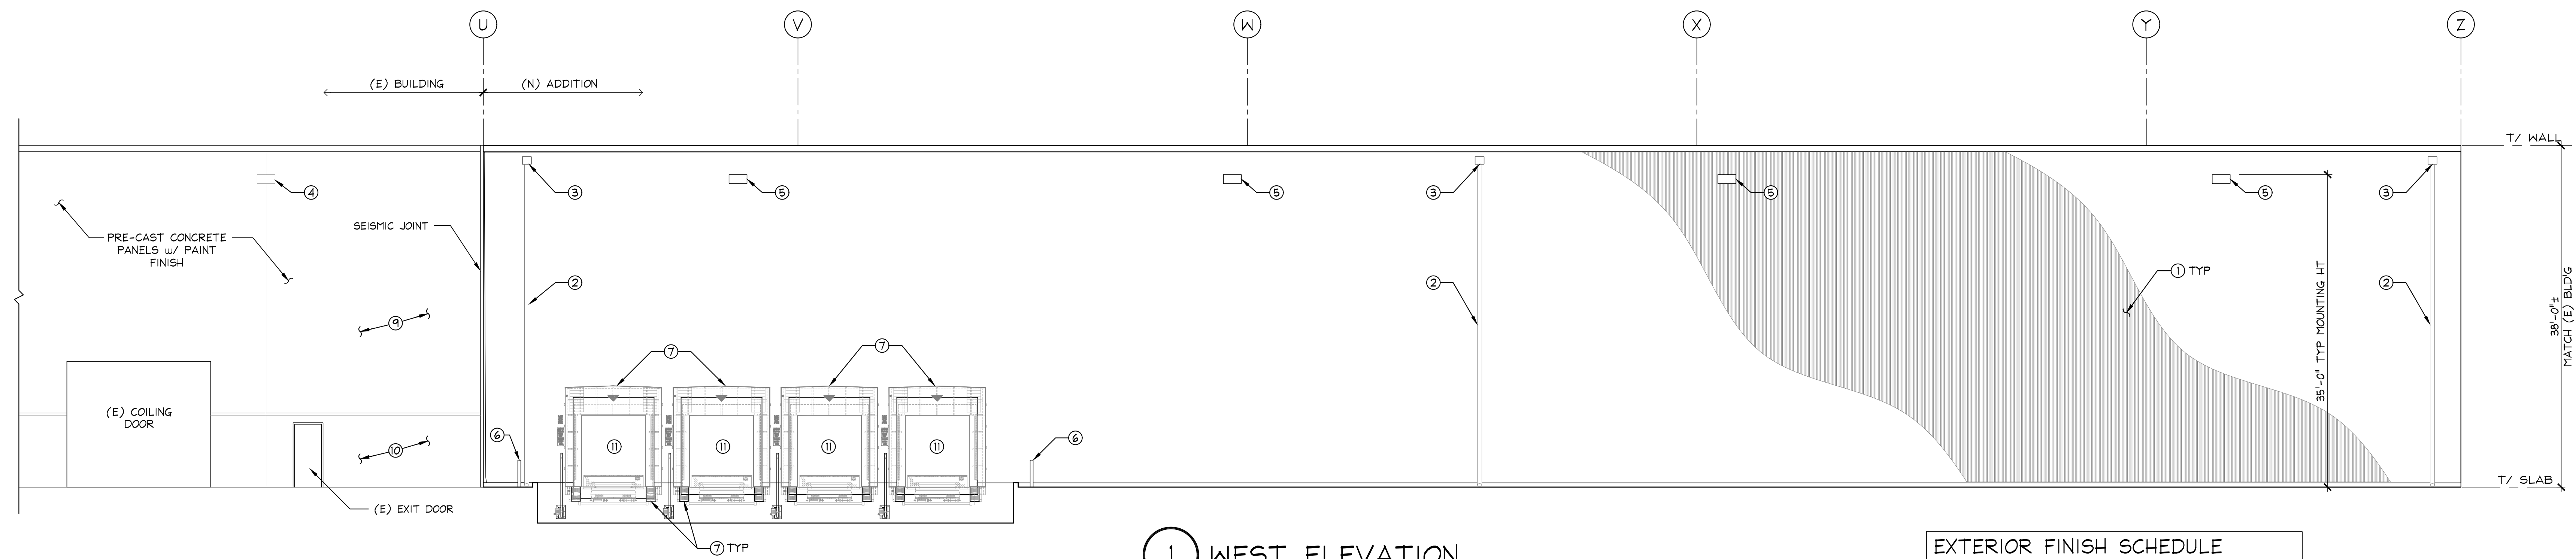 U
V
W
X
Y
Z
(E) BUILDING
(N) ADDITION
T/ WALL
3
3
3
4
5
5
5
5
SEISMIC JOINT
PRE-CAST CONCRETE
PANELS w/ PAINT
FINISH
2
2
2
1 TYP
35'-0" TYP MOUNTING HT
38'-0"±
MATCH (E) BLD'G
9
7
7
(E) COILING
DOOR
6
6
10
11
11
11
11
T/ SLAB
(E) EXIT DOOR
7 TYP
1
WEST ELEVATION
EXTERIOR FINISH SCHEDULE